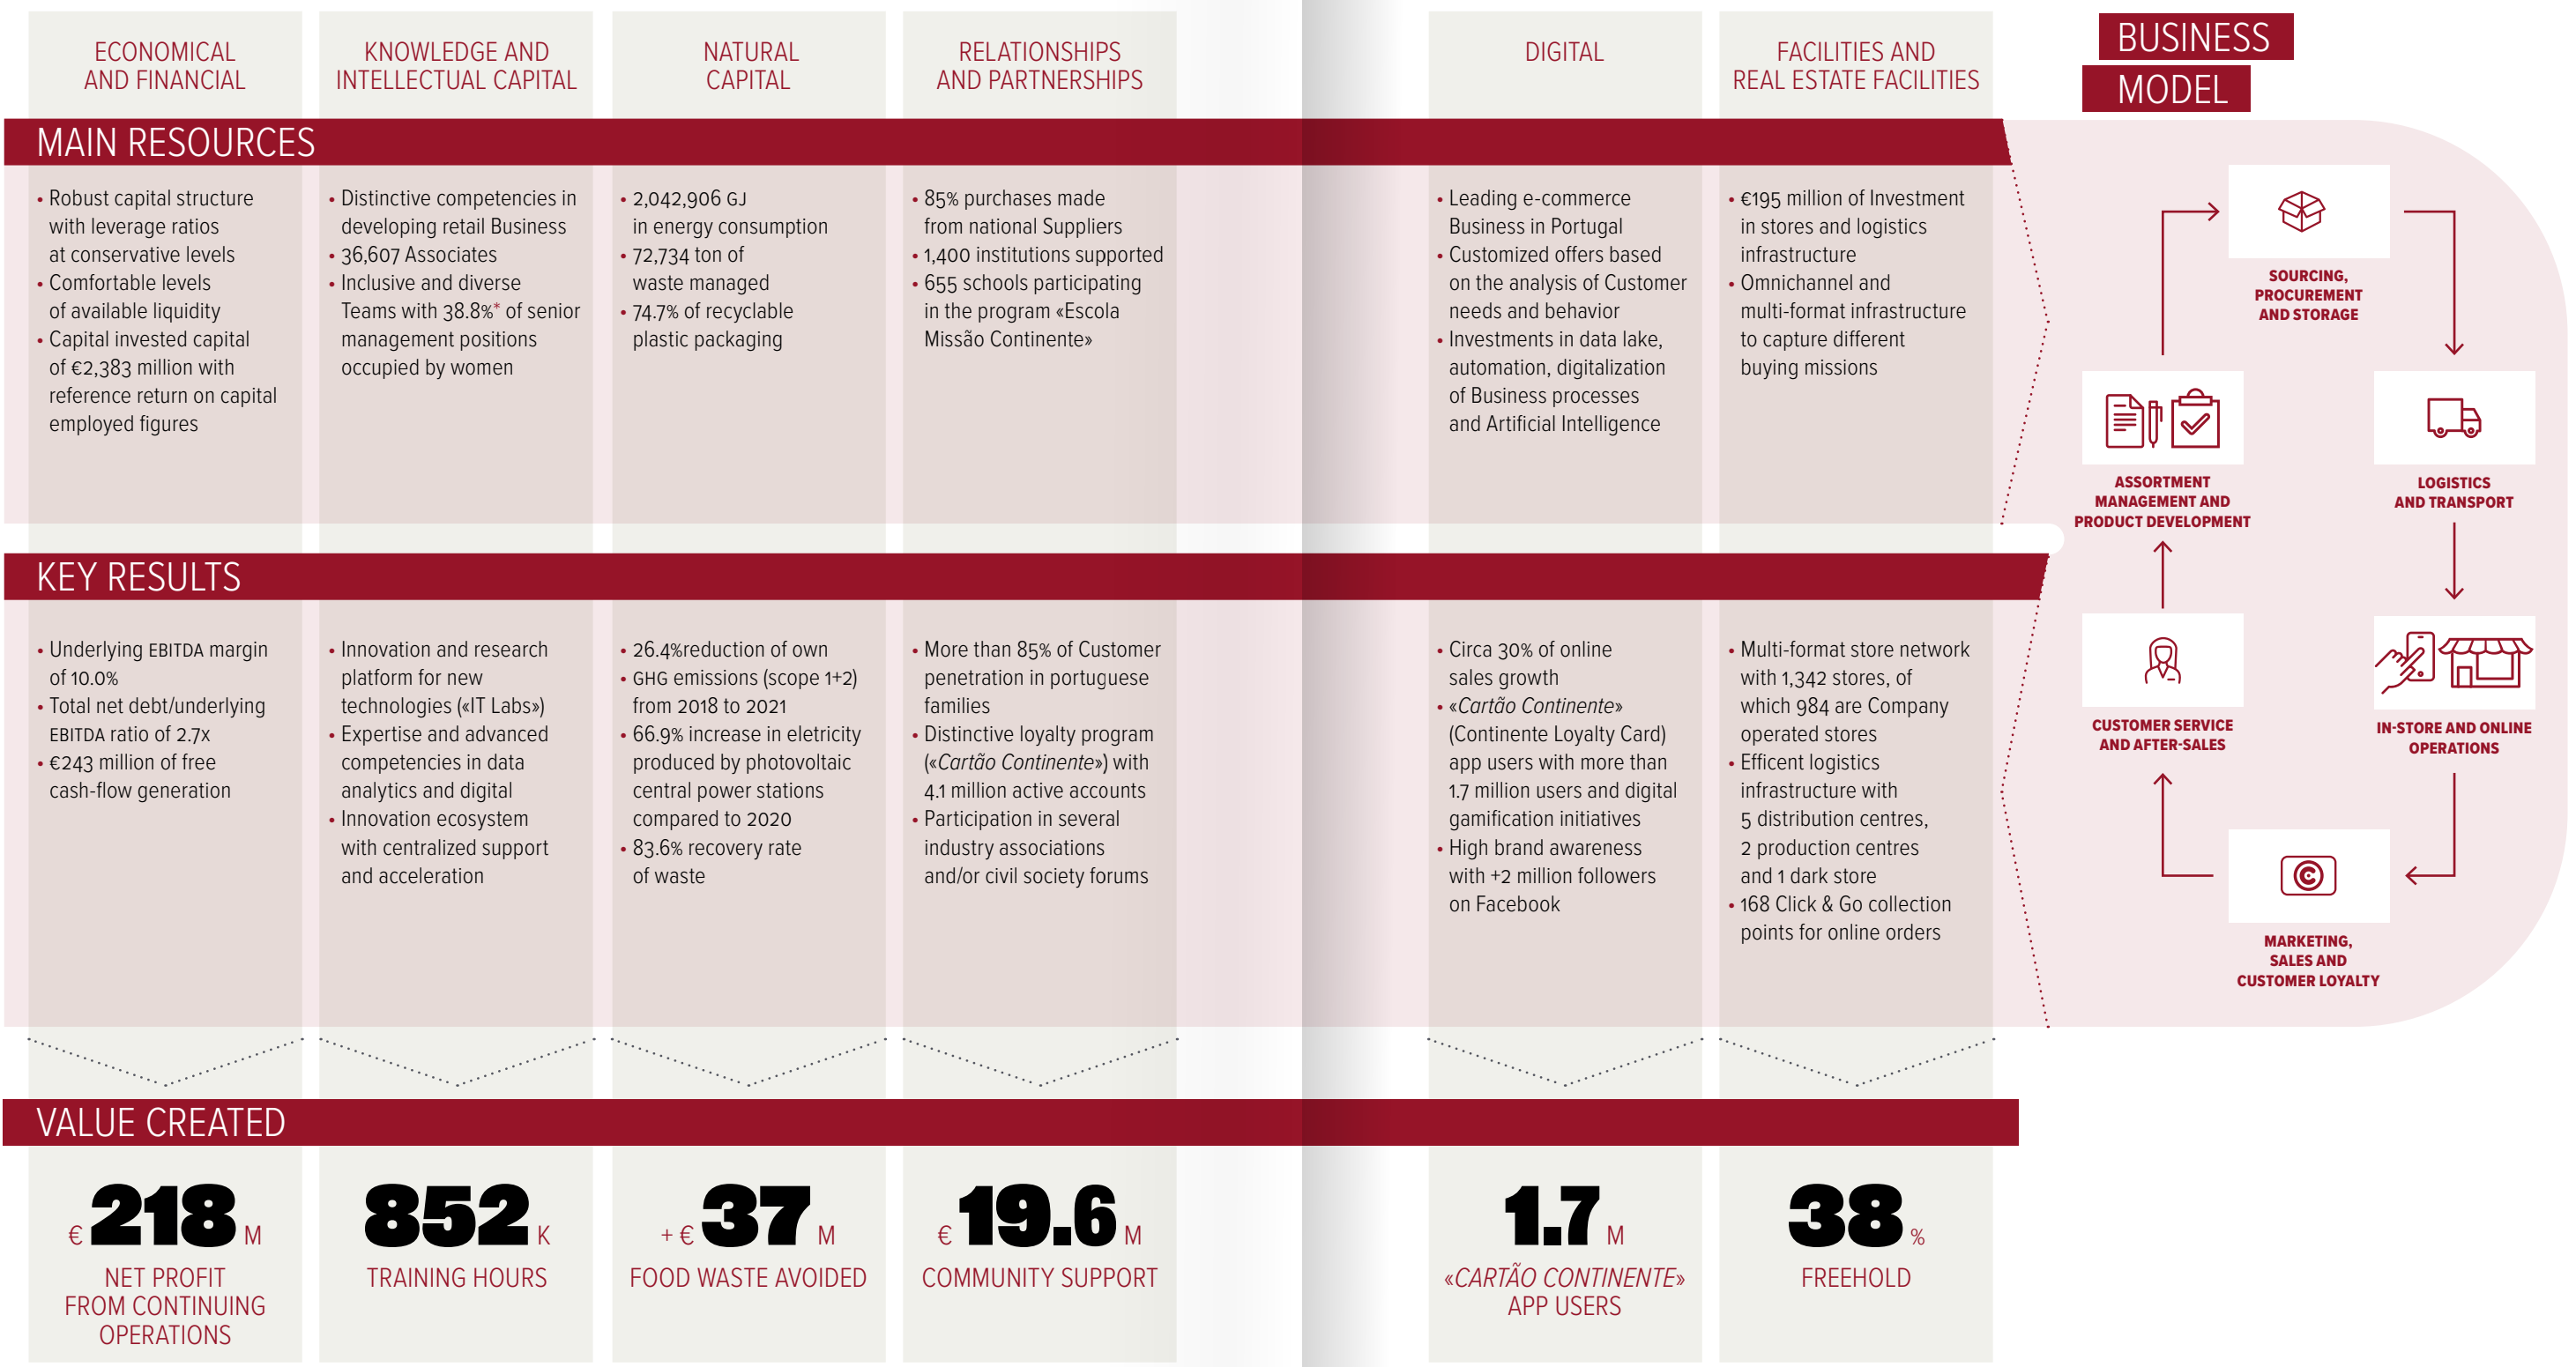 ECONOMICAL
AND FINANCIAL
KNOWLEDGE AND
INTELLECTUAL CAPITAL
NATURAL
CAPITAL
RELATIONSHIPS
AND PARTNERSHIPS
DIGITAL
FACILITIES AND
REAL ESTATE FACILITIES
BUSINESS
MODEL
MAIN RESOURCES
• Robust capital structure
with leverage ratios
at conservative levels
• Comfortable levels
of available liquidity
• Capital invested capital
of €2,383 million with
reference return on capital
employed figures
• Distinctive competencies in
developing retail Business
• 36,607 Associates
• Inclusive and diverse
Teams with 38.8%* of senior
management positions
occupied by women
• 2,042,906 GJ
in energy consumption
• 72,734 ton of
waste managed
• 74.7% of recyclable
plastic packaging
• 85% purchases made
from national Suppliers
• 1,400 institutions supported
• 655 schools participating
in the program «Escola
Missão Continente»
• Leading e-commerce
Business in Portugal
• Customized offers based
on the analysis of Customer
needs and behavior
• Investments in data lake,
automation, digitalization
of Business processes
and Artificial Intelligence
• €195 million of Investment
in stores and logistics
infrastructure
• Omnichannel and
multi-format infrastructure
to capture different
buying missions
KEY RESULTS
• Underlying EBITDA margin
of 10.0%
• Total net debt/underlying
EBITDA ratio of 2.7x
• €243 million of free
cash-flow generation
• Innovation and research
platform for new
technologies («IT Labs»)
• Expertise and advanced
competencies in data
analytics and digital
• Innovation ecosystem
with centralized support
and acceleration
• 26.4%reduction of own
• GHG emissions (scope 1+2)
from 2018 to 2021
• 66.9% increase in eletricity
produced by photovoltaic
central power stations
compared to 2020
• 83.6% recovery rate
of waste
• More than 85% of Customer
penetration in portuguese
families
• Distinctive loyalty program
(«Cartão Continente») with
4.1 million active accounts
• Participation in several
industry associations
and/or civil society forums
• Circa 30% of online
sales growth
• «Cartão Continente»
(Continente Loyalty Card)
app users with more than
1.7 million users and digital
gamification initiatives
• High brand awareness
with +2 million followers
on Facebook
• Multi-format store network
with 1,342 stores, of
which 984 are Company
operated stores
• Efficent logistics
infrastructure with
5 distribution centres,
2 production centres
and 1 dark store
• 168 Click & Go collection
points for online orders
SOURCING,
PROCUREMENT
AND STORAGE
LOGISTICS
AND TRANSPORT
IN-STORE AND ONLINE
OPERATIONS
MARKETING,
SALES AND
CUSTOMER LOYALTY
CUSTOMER SERVICE
AND AFTER-SALES
ASSORTMENT
MANAGEMENT AND
PRODUCT DEVELOPMENT
VALUE CREATED
€ 218 M
NET PROFIT
FROM CONTINUING
OPERATIONS
852 K
TRAINING HOURS
+ € 37 M
FOOD WASTE AVOIDED
€ 19.6 M
COMMUNITY SUPPORT
1.7 M
«CARTÃO CONTINENTE»
APP USERS
38 %
FREEHOLD